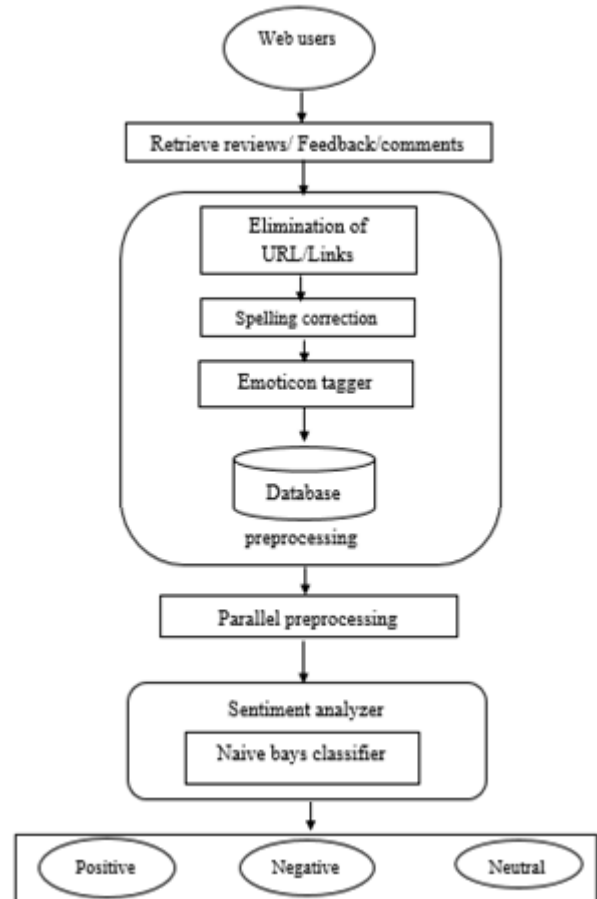 Web users
Retrieve reviews/ Feedback/comments
Elimination of
URL/Links
Spelling correction
Emoticon tagger
Database
preprocessing
Parallel preprocessing
Sentiment analyzer
Naive bays classifier
Positive
Negative
Neutral